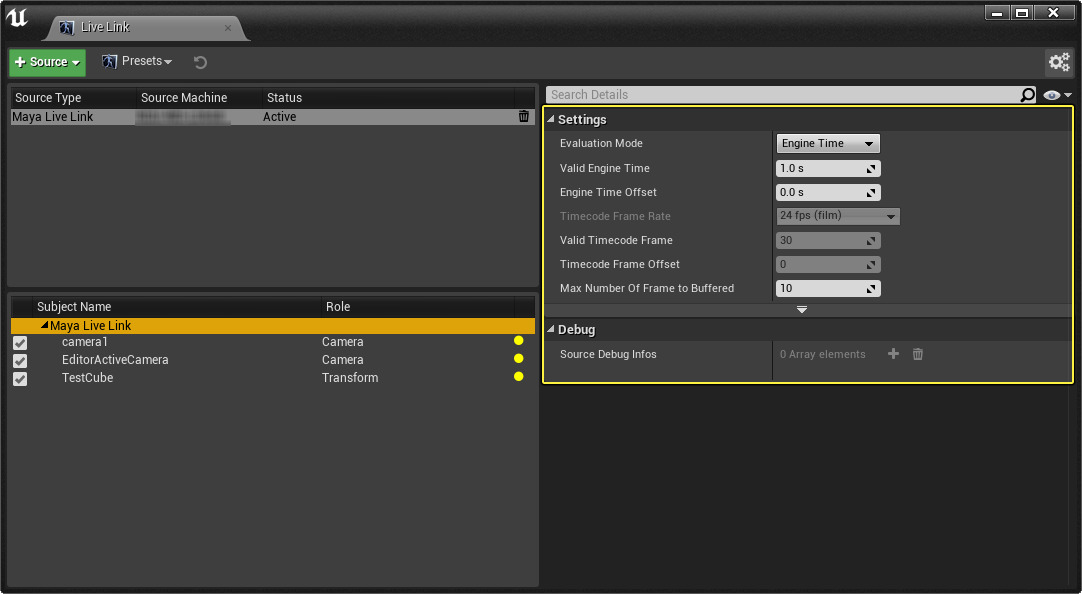 Live Link
Source
Presets
Source Type Source Machine Status
Maya Live Link Active
Subject Name Role
Maya Live Link
camera1 Camera
EditorActiveCamera Camera
TestCube Transform
Search Details
Settings
Evaluation Mode Engine Time
Valid Engine Time 1.0 s
Engine Time Offset 0.0 s
Timecode Frame Rate 24 fps (film)
Valid Timecode Frame 30
Timecode Frame Offset 0
Max Number Of Frame to Buffered 10
Debug
Source Debug Infos 0 Array elements